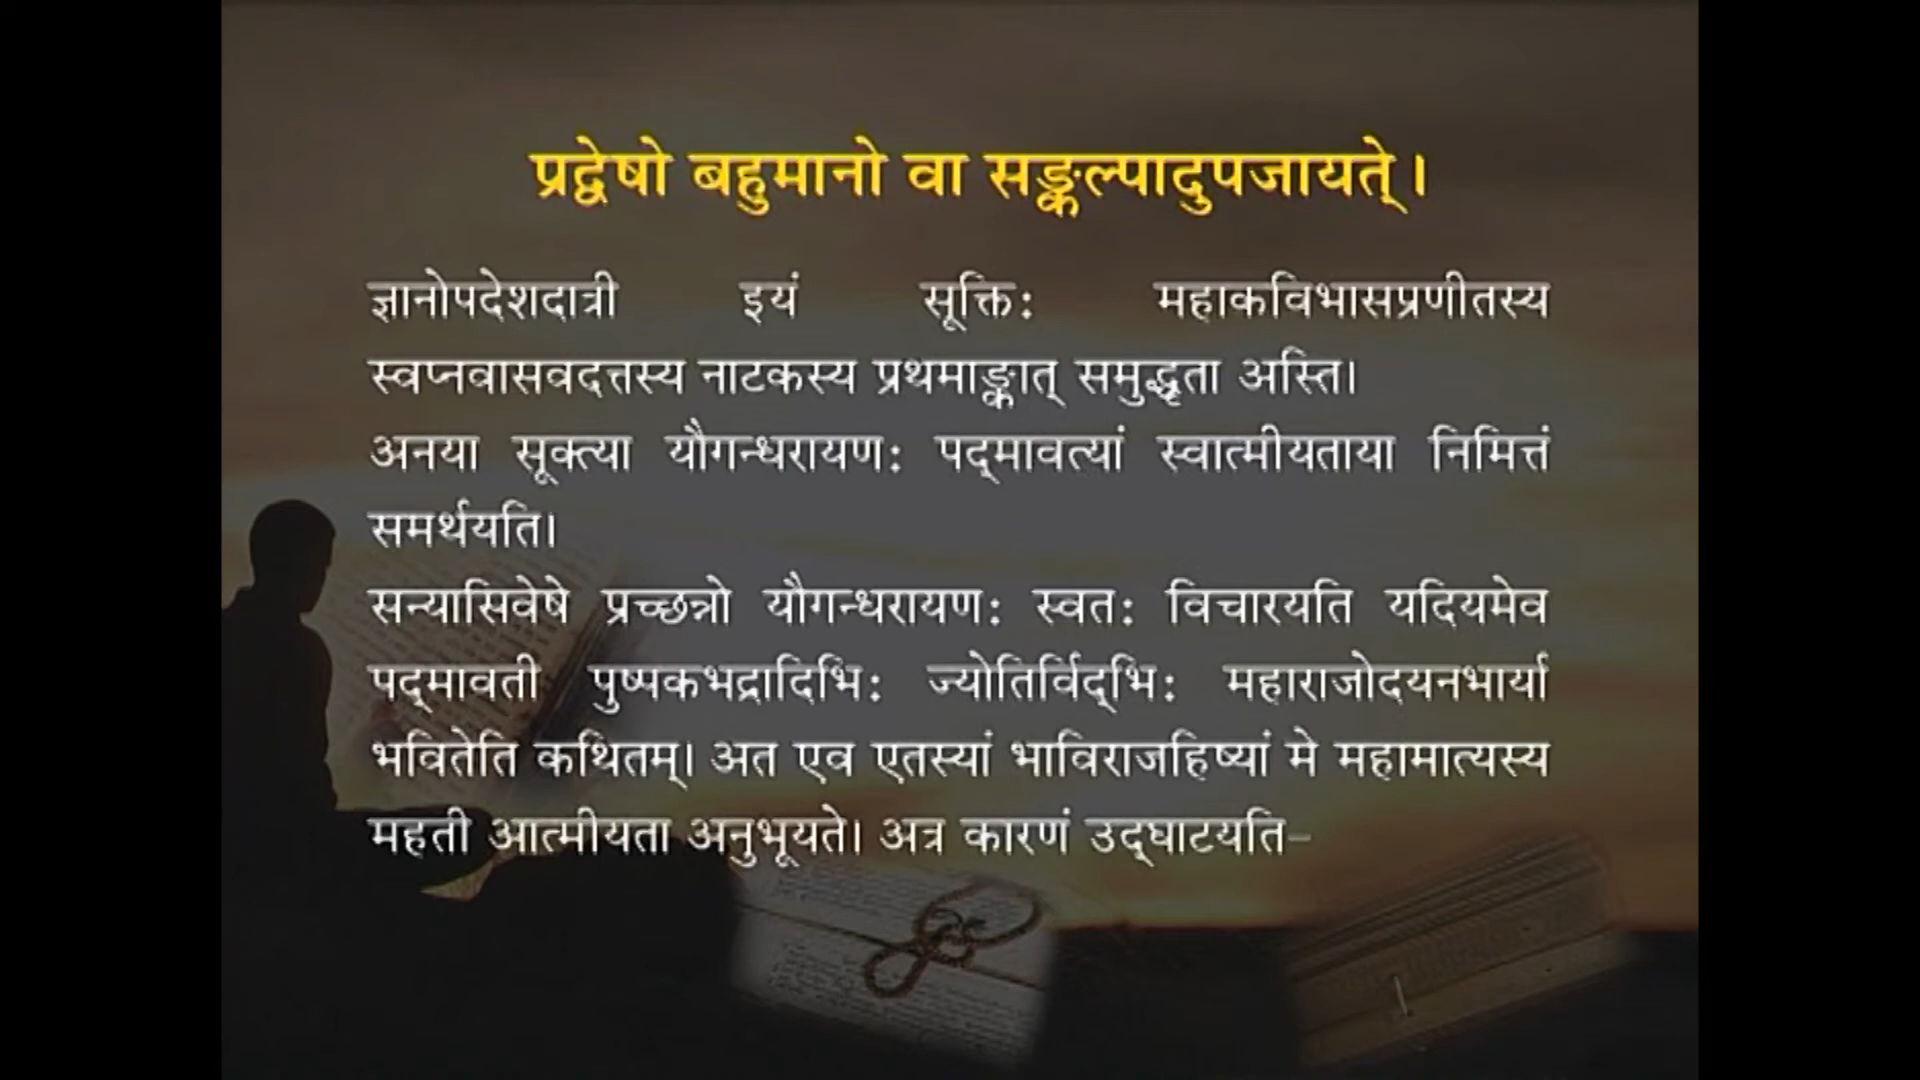 प्रद्वेषो बहुमानो वा सङ्कल्पादुपजायते्।
ज्ञानोपदेशदात्री इयं सूक्तिः महाकविभासप्रणीतस्य
स्वप्नवासवदत्तस्य नाटकस्य प्रथमाङ्कात् समुद्धृता अस्ति।
अनया सूक्त्या यौगन्धरायणः पद्मावत्यां स्वात्मीयताया निमित्तं
समर्थयति।
सन्यासिवेषे प्रच्छन्नो यौगन्धरायणः स्वतः विचारयति यदियमेव
पद्मावती पुष्पकभद्रादिभिः ज्योतिर्विद्भिः महाराजोदयनभार्या
भवितेति कथितम्। अत एव एतस्यां भाविराजहिष्यां मे महामात्यस्य
महती आत्मीयता अनुभूयते। अत्र कारणं उद्घाटयति-